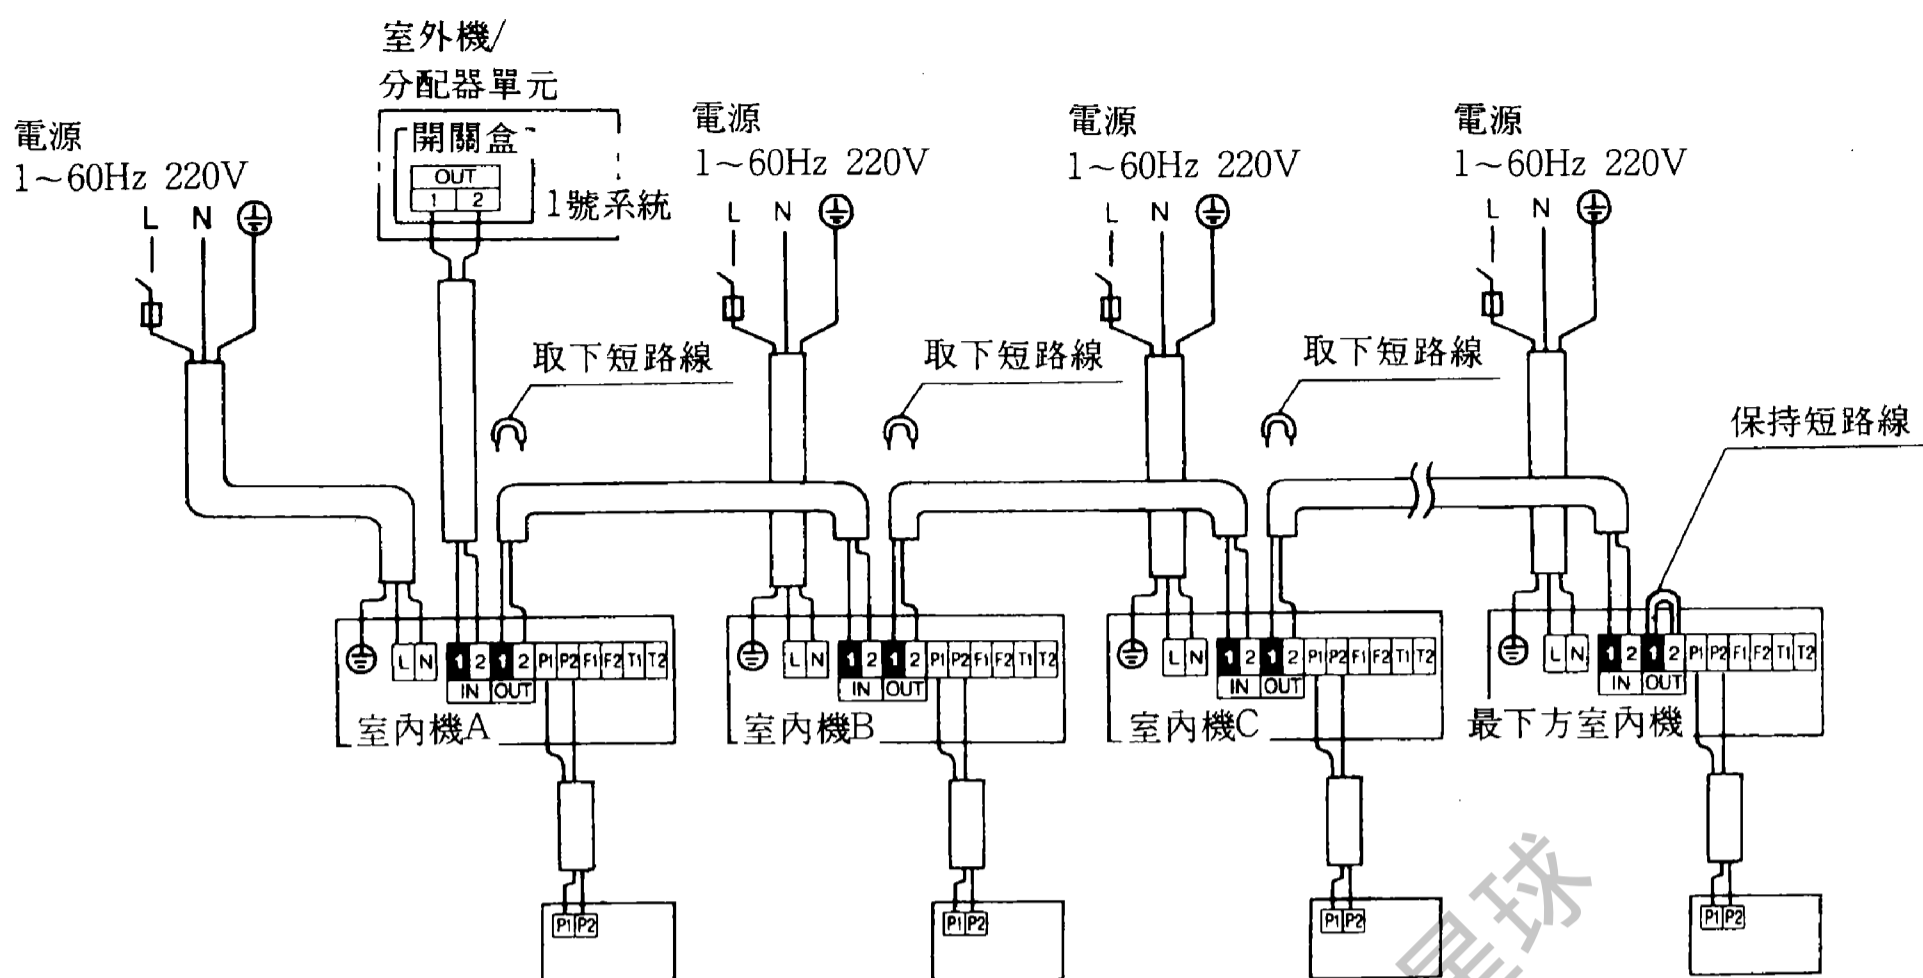 室外機/
分配器單元
開關盒
OUT
1 2
1號系統
電源
1~60Hz 220V
L N
電源
1~60Hz 220V
L N
電源
1~60Hz 220V
L N
電源
1~60Hz 220V
L N
取下短路線
取下短路線
取下短路線
保持短路線
L N 1 2 1 2 P1 P2 F1 F2 T1 T2
IN OUT
室內機A
L N 1 2 1 2 P1 P2 F1 F2 T1 T2
IN OUT
室內機B
L N 1 2 1 2 P1 P2 F1 F2 T1 T2
IN OUT
室內機C
L N 1 2 1 2 P1 P2 F1 F2 T1 T2
IN OUT
最下方室內機
P1 P2
P1 P2
P1 P2
P1 P2
星球